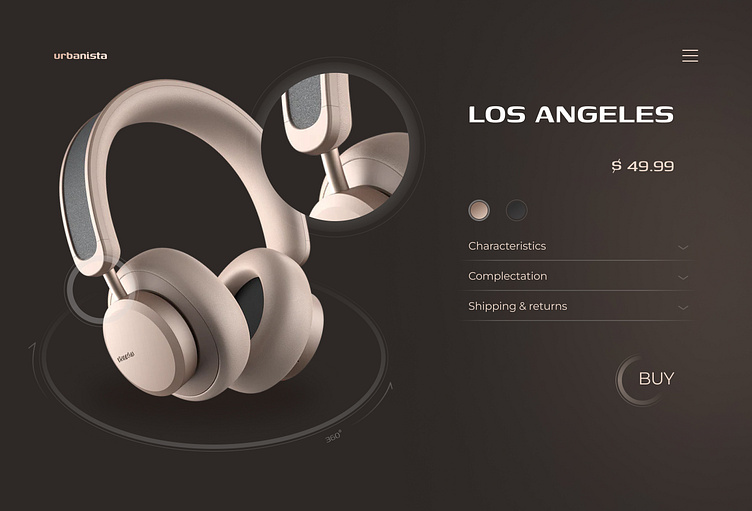 urbanista
LOS ANGELES
$ 49.99
Characteristics
Complectation
Shipping & returns
BUY
360°